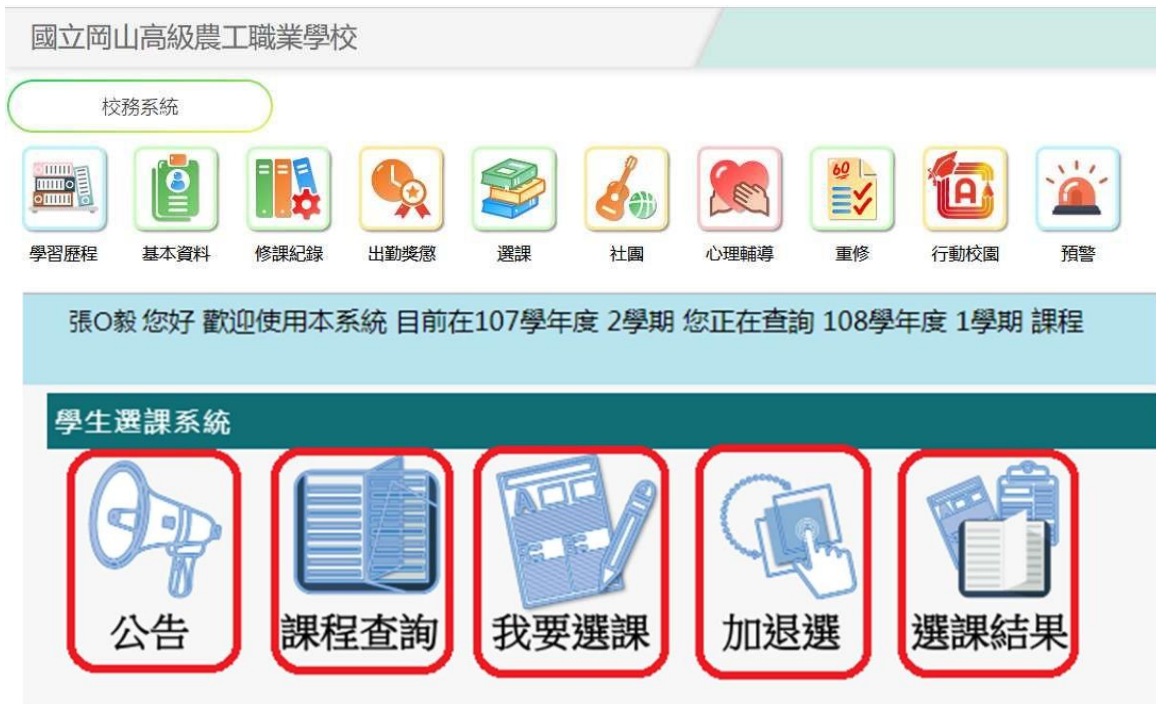 國立岡山高級農工職業學校
校務系統
60
A
學習歷程 基本資料 修課紀錄 出勤獎懲 選課 社團 心理輔導 重修 行動校園 預警
張O毅 您好 歡迎使用本系統 目前在107學年度 2學期 您正在查詢 108學年度 1學期 課程
學生選課系統
A
公告 課程查詢 我要選課 加退選 選課結果